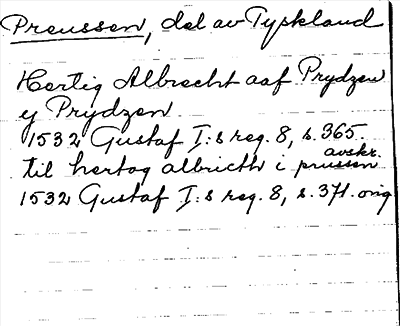 Preussen, del av Tyskland
Hertig Albrecht aaf Prydzen
y Prydzen
1532 Gustaf I:s reg. 8, s. 365.
avskr.
til hertog albricth i prussen
1532 Gustaf I:s reg. 8, s. 371. orig